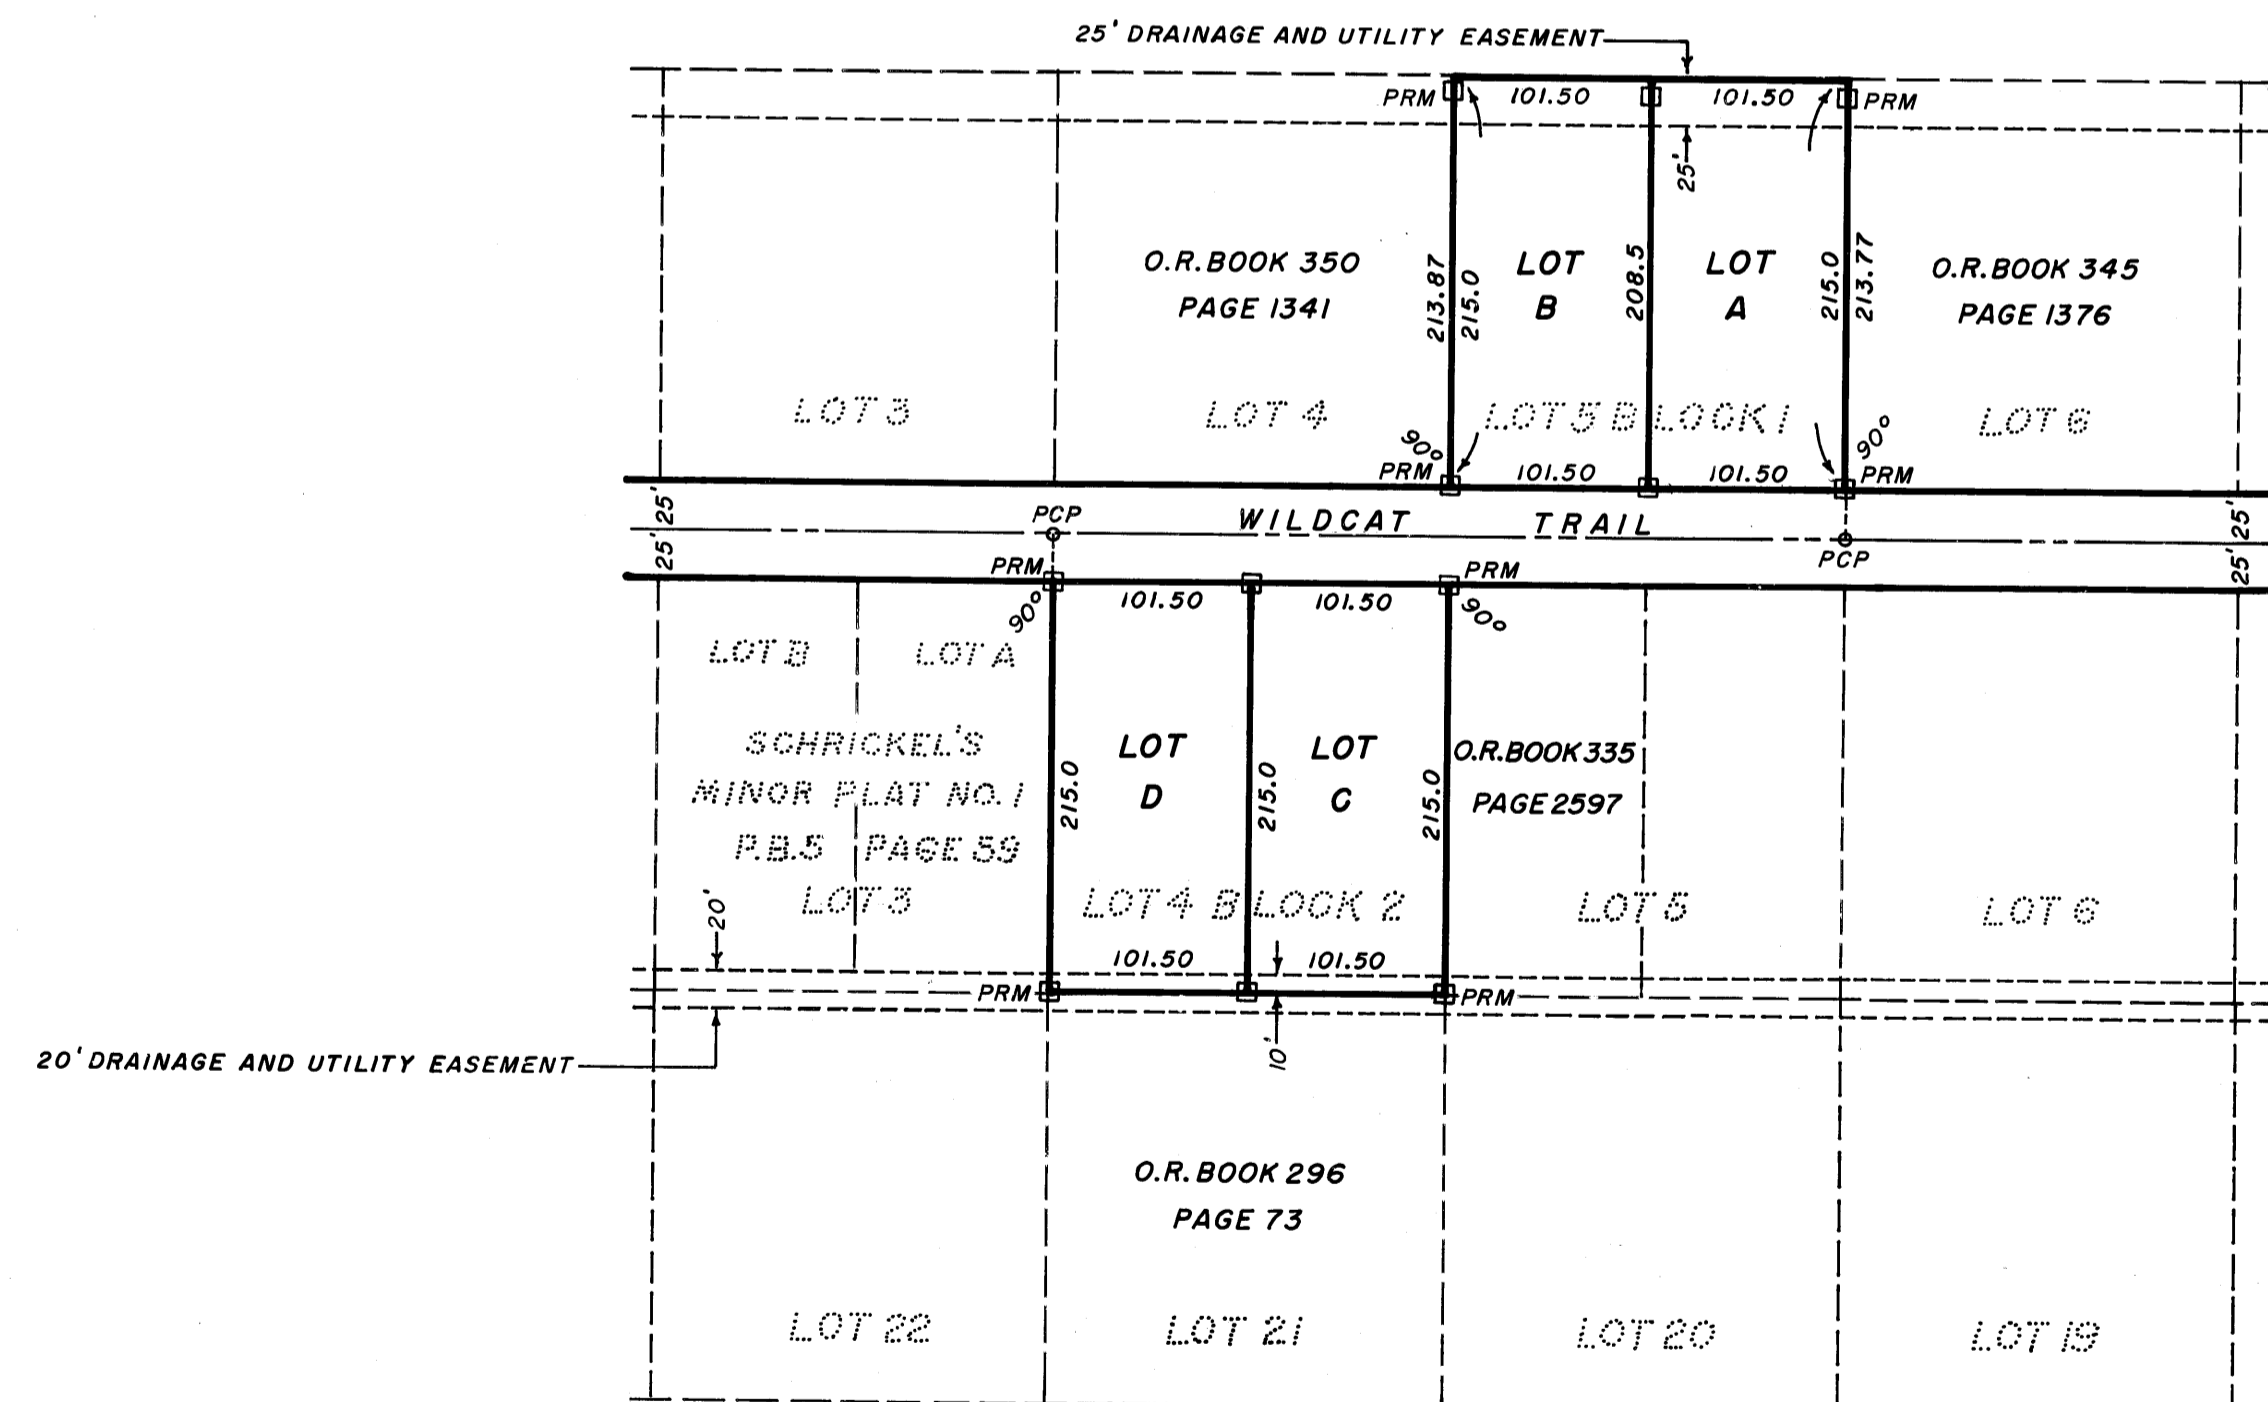 25' DRAINAGE AND UTILITY EASEMENT
PRM 101.50 101.50 PRM
25'
O.R. BOOK 350
PAGE 1341
213.87
215.0
LOT
B
208.5
LOT
A
215.0
213.77
O.R. BOOK 345
PAGE 1376
LOT 3
LOT 4
LOT 5 BLOCK 1
LOT 6
90°
90°
PRM 101.50 101.50 PRM
25'
25'
PCP
WILDCAT TRAIL
PCP
25'
25'
PRM
PRM
90°
101.50
101.50
90°
LOT B
LOT A
SCHRICKEL'S
MINOR PLAT NO. 1
P.B. 5 PAGE 59
LOT 3
20'
215.0
LOT
D
215.0
LOT
C
215.0
O.R. BOOK 335
PAGE 2597
LOT 4 BLOCK 2
LOT 5
LOT 6
101.50
101.50
PRM
PRM
20' DRAINAGE AND UTILITY EASEMENT
10'
O.R. BOOK 296
PAGE 73
LOT 22
LOT 21
LOT 20
LOT 19